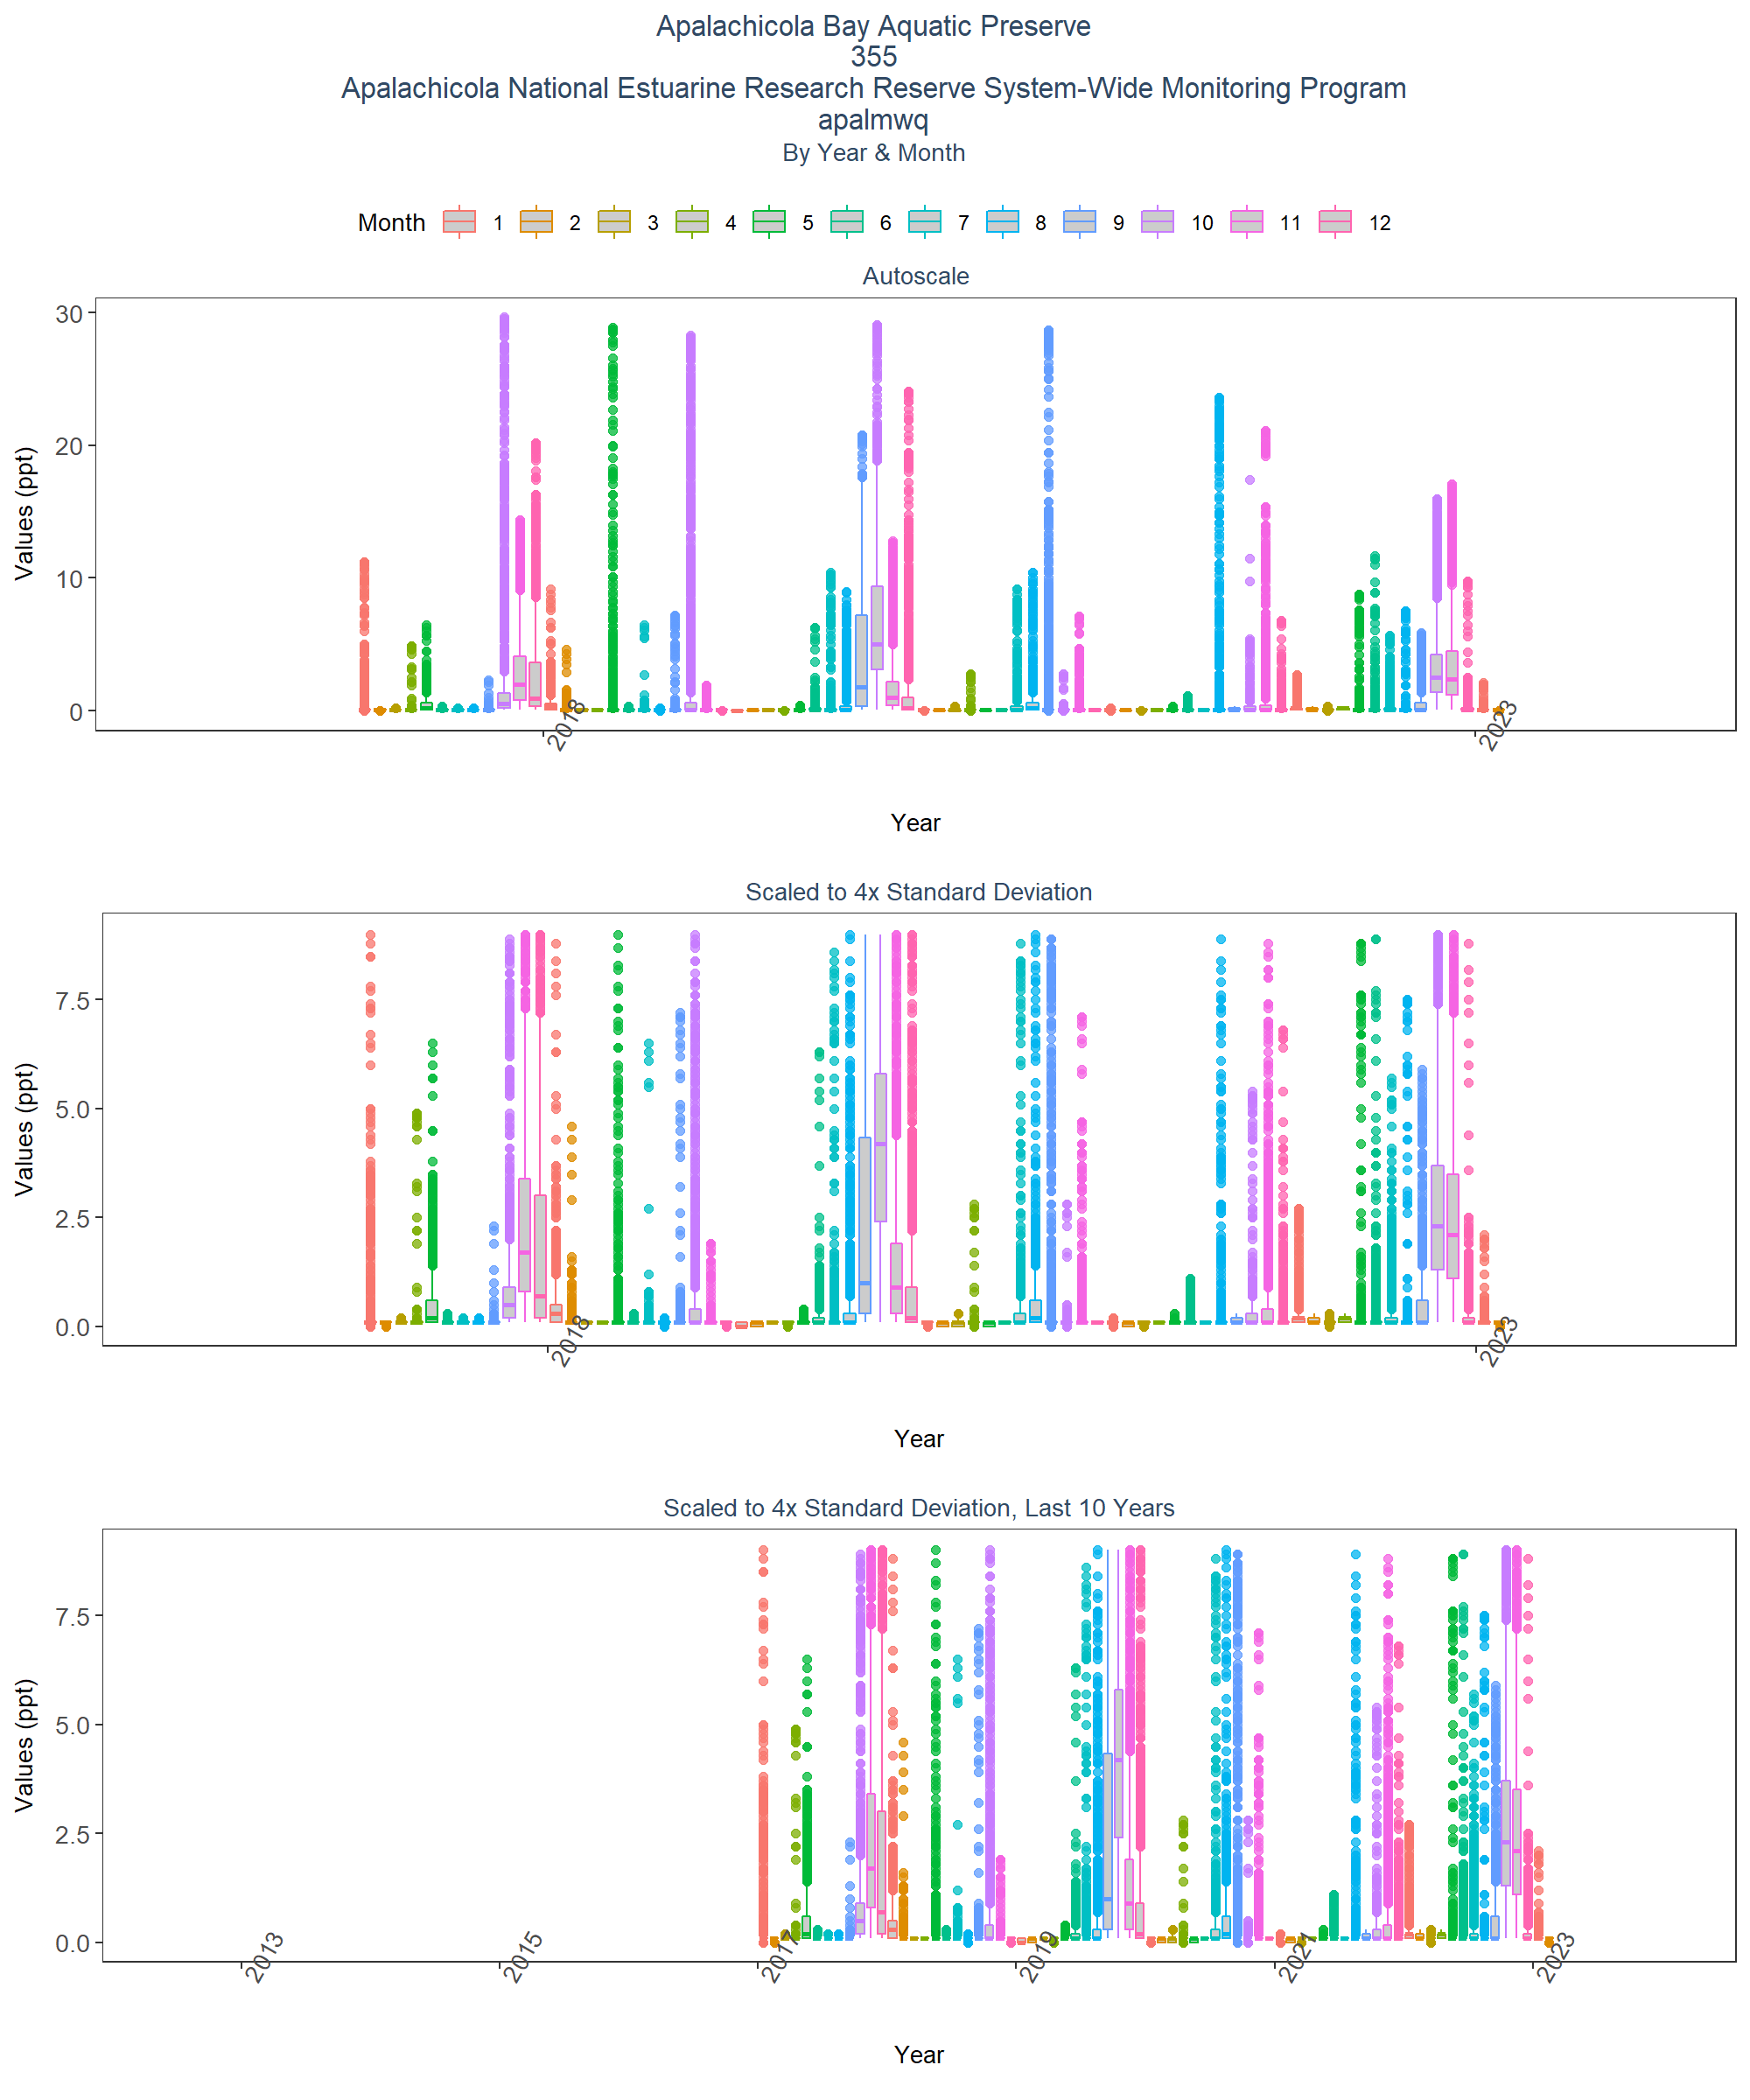 Apalachicola Bay Aquatic Preserve
355
Apalachicola National Estuarine Research Reserve System-Wide Monitoring Program
apalmwq
By Year & Month
Month 1 2 3 4 5 6 7 8 9 10 11 12
Autoscale
Values (ppt)
30
20
10
0
2018 2023
Year
Scaled to 4x Standard Deviation
Values (ppt)
7.5
5.0
2.5
0.0
2018 2023
Year
Scaled to 4x Standard Deviation, Last 10 Years
Values (ppt)
7.5
5.0
2.5
0.0
2013 2015 2017 2019 2021 2023
Year